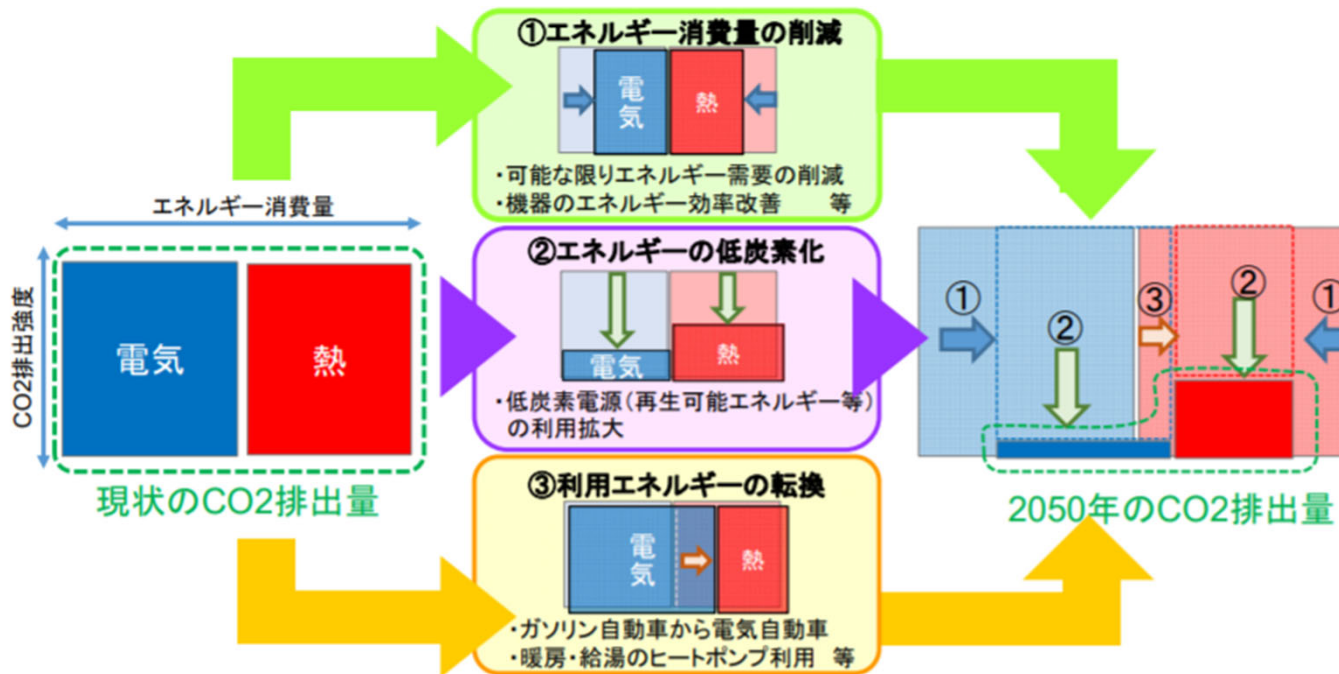 ①エネルギー消費量の削減
電気
熱
・可能な限りエネルギー需要の削減
・機器のエネルギー効率改善 等
エネルギー消費量
CO2排出強度
電気
熱
現状のCO2排出量
②エネルギーの低炭素化
電気
熱
・低炭素電源(再生可能エネルギー等)
の利用拡大
③利用エネルギーの転換
電気
熱
・ガソリン自動車から電気自動車
・暖房・給湯のヒートポンプ利用 等
①
②
③
②
①
2050年のCO2排出量